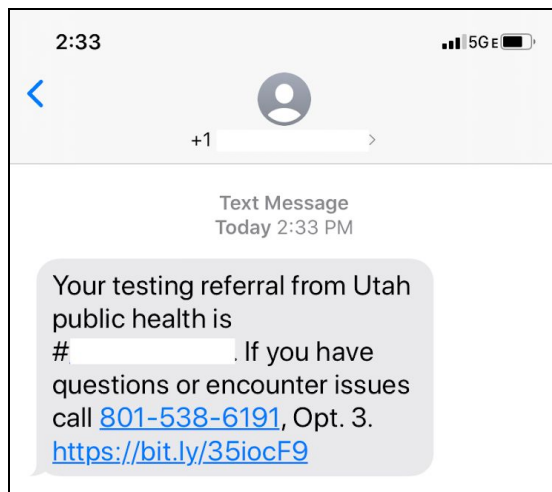 2:33
5GE
+1
Text Message
Today 2:33 PM
Your testing referral from Utah
public health is
#. If you have
questions or encounter issues
call 801-538-6191, Opt. 3.
https://bit.ly/35iocF9